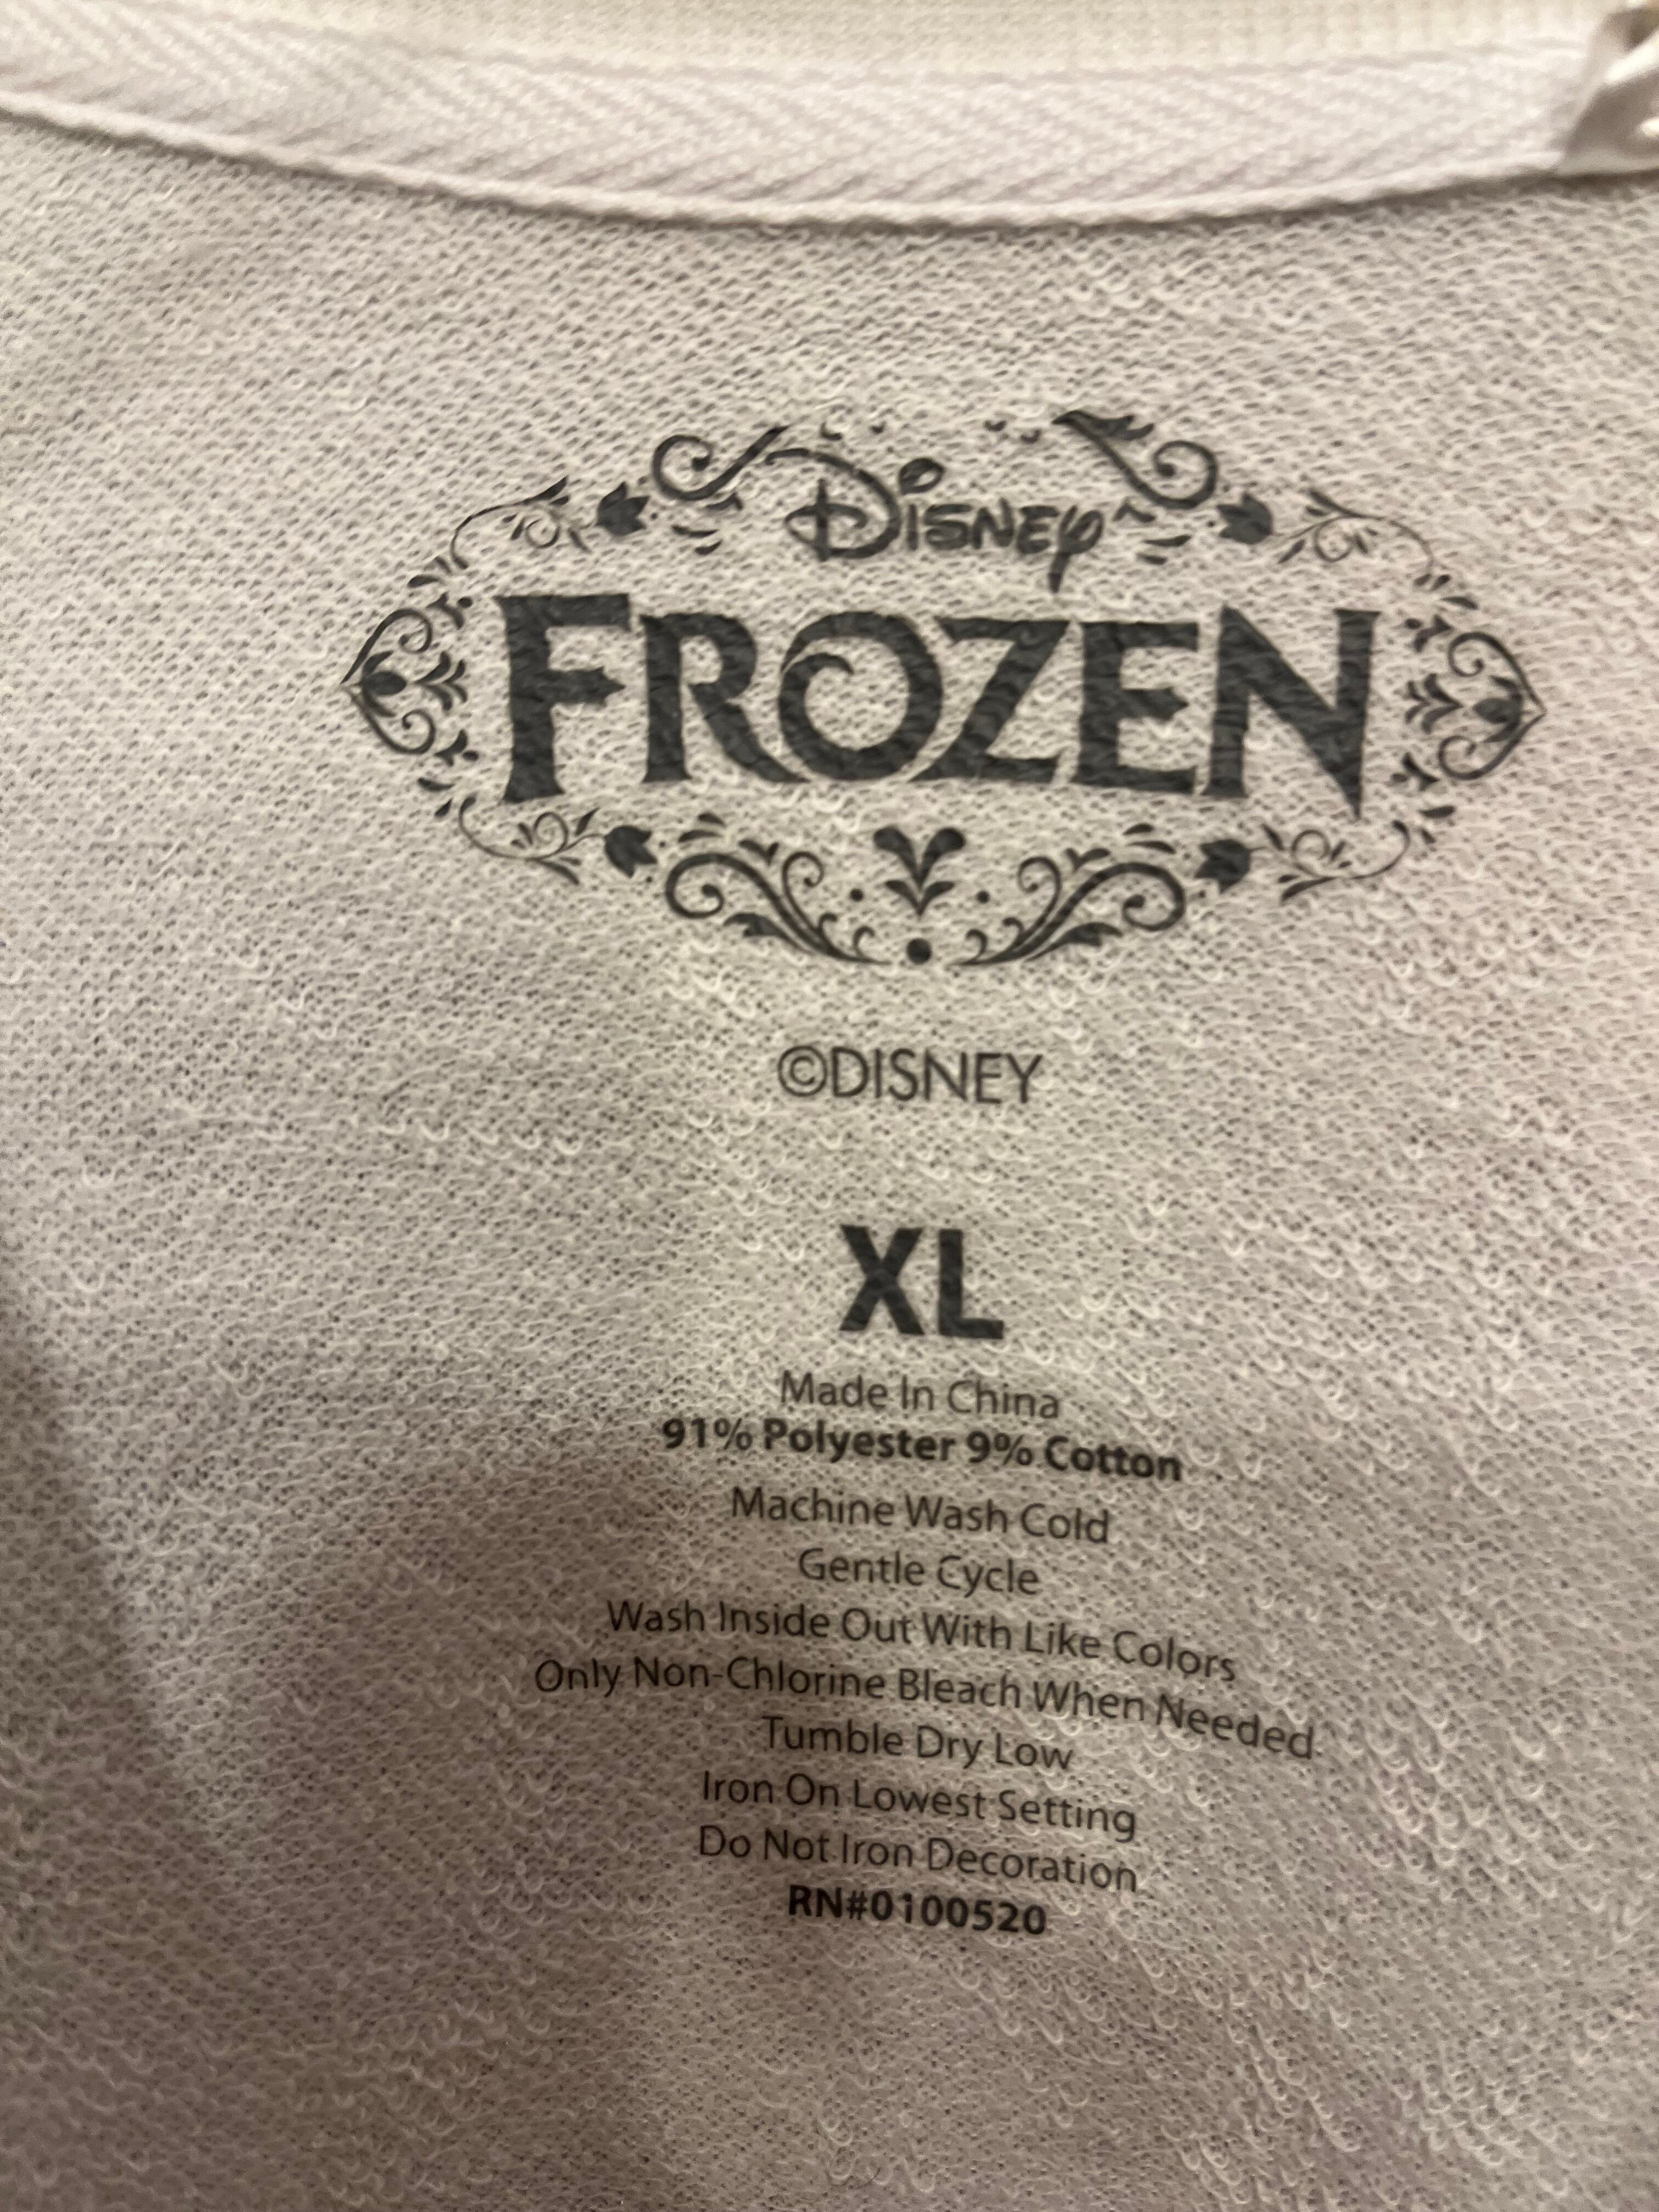 Disney
FROZEN
©DISNEY
XL
Made In China
91% Polyester 9% Cotton
Machine Wash Cold
Gentle Cycle
Wash Inside Out With Like Colors
Only Non-Chlorine Bleach When Needed
Tumble Dry Low
Iron On Lowest Setting
Do Not Iron Decoration
RN#0100520